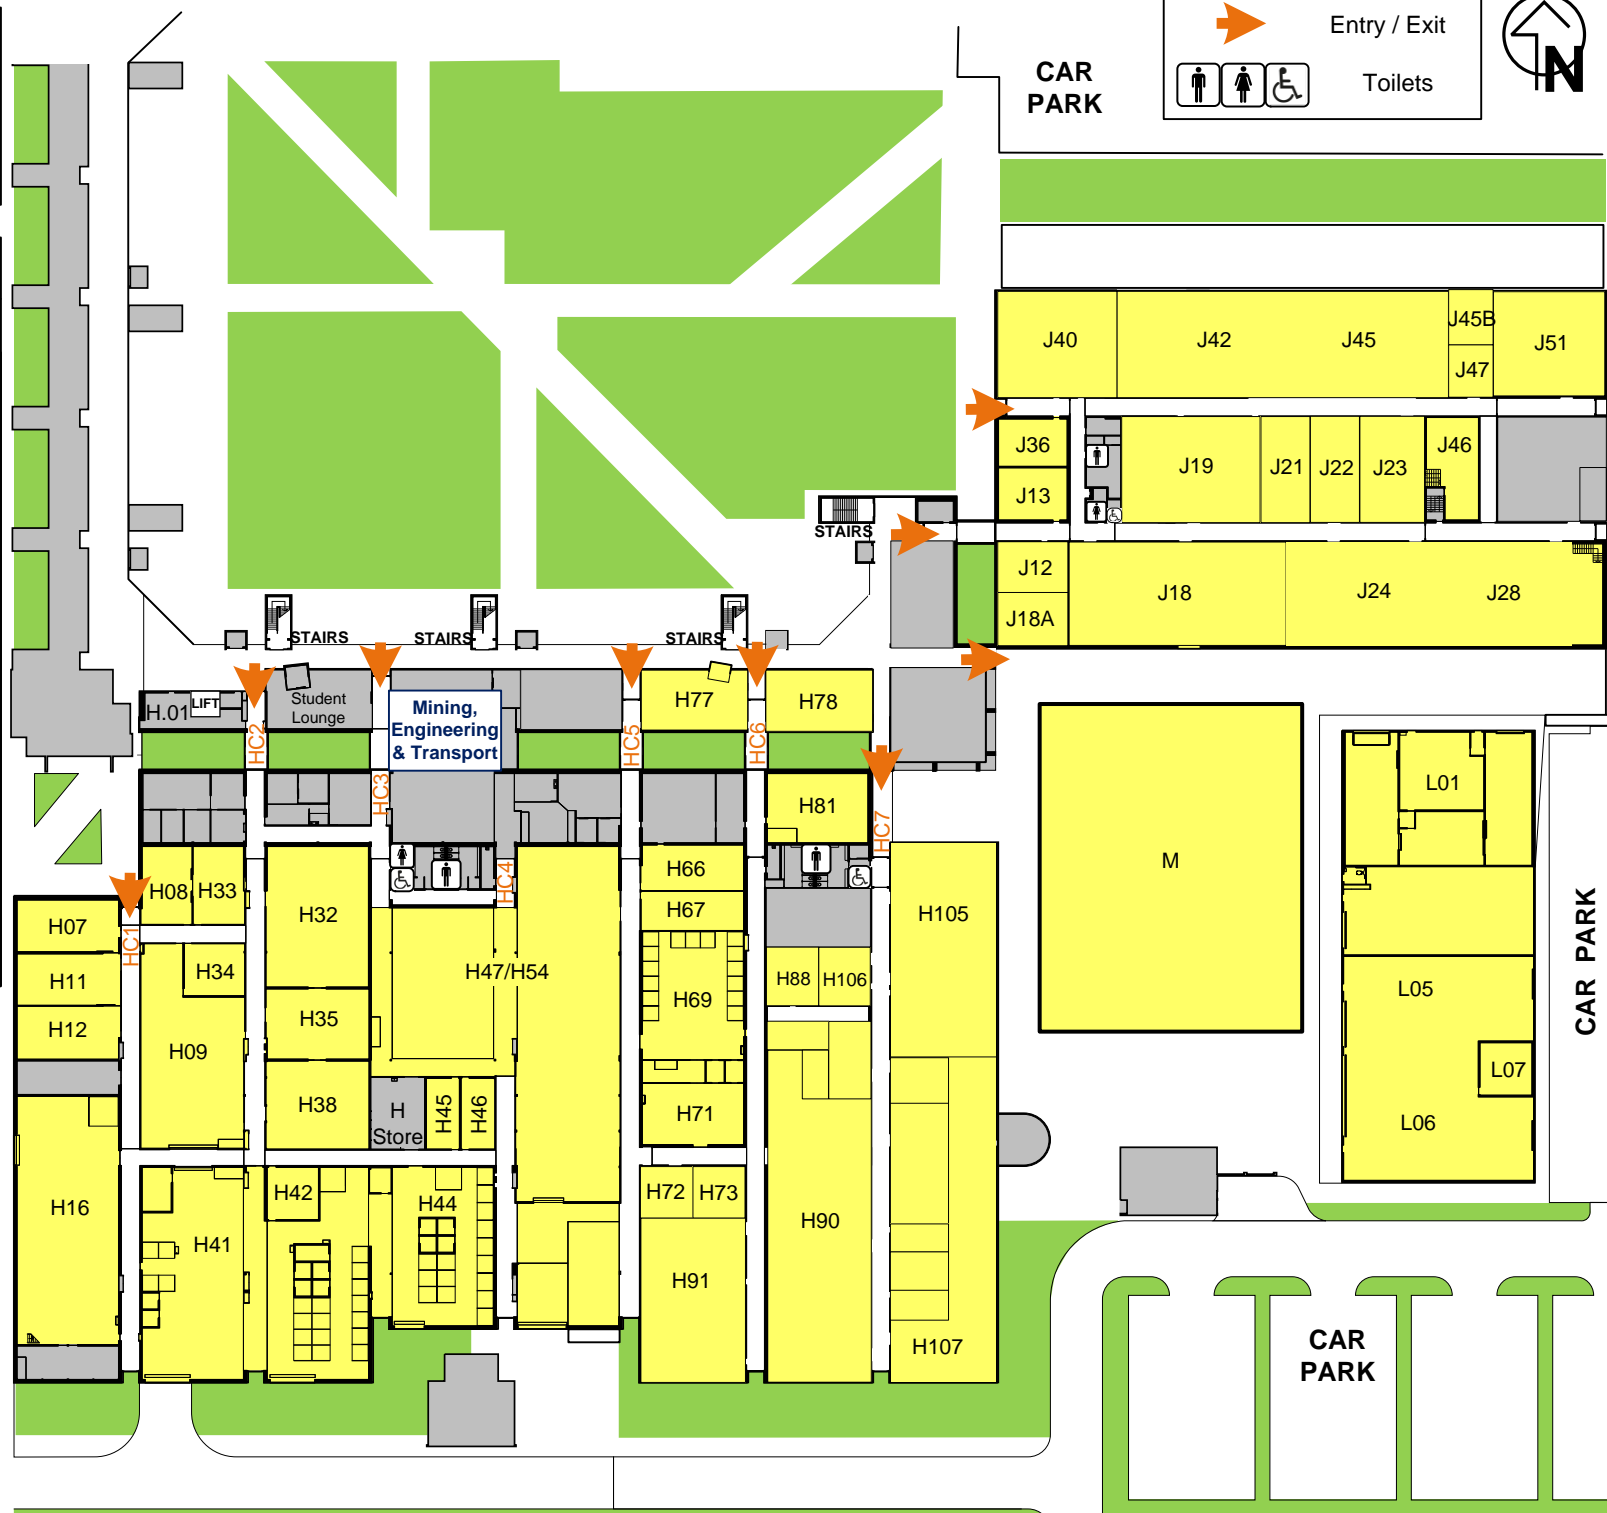 Entry / Exit
N
CAR
PARK
Toilets
J40
J42
J45
J45B
J47
J51
J36
J13
J19
J21
J22
J23
J46
STAIRS
J12
J18A
J18
J24
J28
STAIRS
STAIRS
STAIRS
H.01
LIFT
HC2
Student
Lounge
HC3
Mining,
Engineering
& Transport
HC5
H77
HC6
H78
HC7
H81
L01
M
H08
H33
H32
HC4
H66
H67
H105
H07
HC1
H11
H34
H47/H54
H88
H106
H69
L05
CAR PARK
H12
H09
H35
L07
H38
H
Store
H45
H46
H71
L06
H16
H41
H42
H44
H72
H73
H90
H91
H107
CAR
PARK